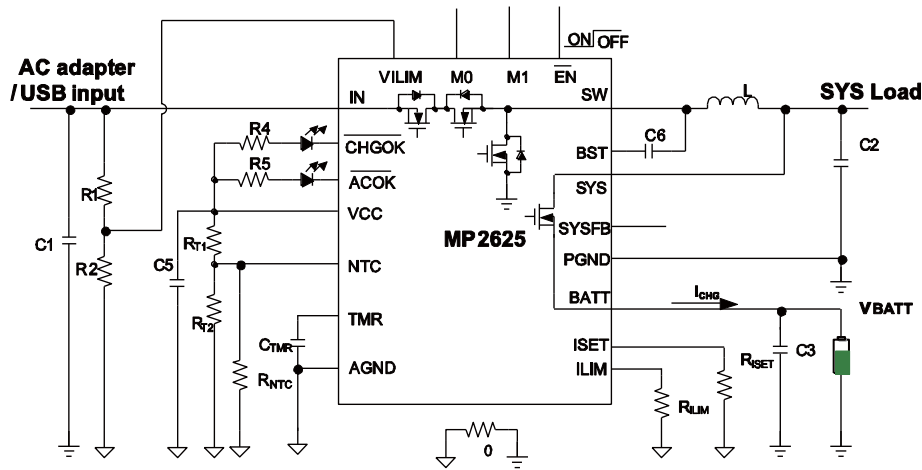 ON OFF
AC adapter
/ USB input
VILIM M0 M1 EN
IN SW L SYS Load
R4 CHGOK C6 C2
BST
R5 ACOK
SYS
R1 VCC
SYSFB
MP2625
C1 RT1
R2 C5 NTC PGND
BATT ICHG VBATT
RT2 TMR
CTMR ISET C3
RISET
AGND ILIM
RNTC
RILIM
0